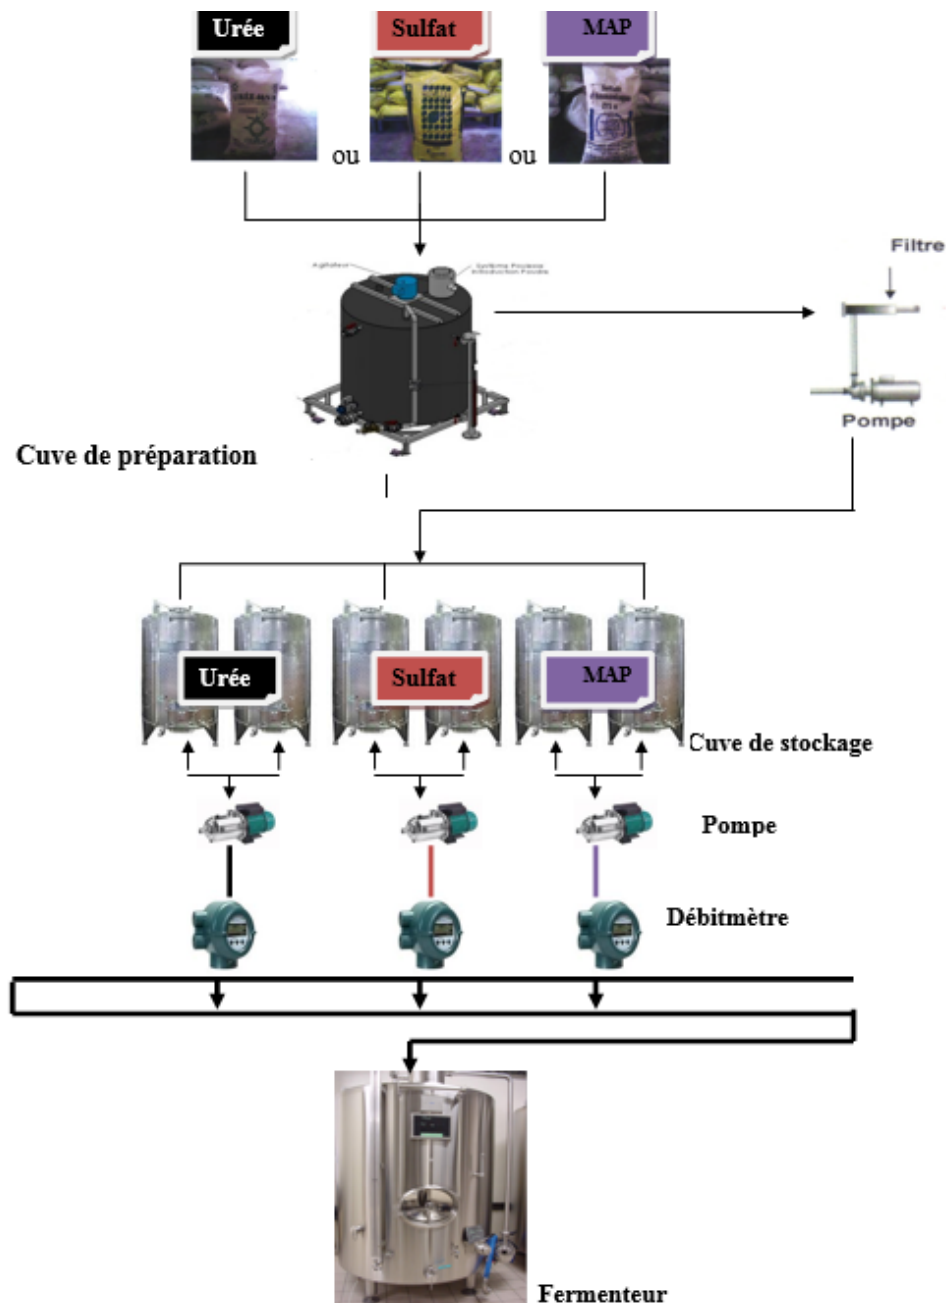 Urée
Sulfat
MAP
ou
ou
Filtre
Agitateur
Pompe
Cuve de préparation
Urée
Sulfat
MAP
Cuve de stockage
Pompe
Débitmètre
Fermenteur